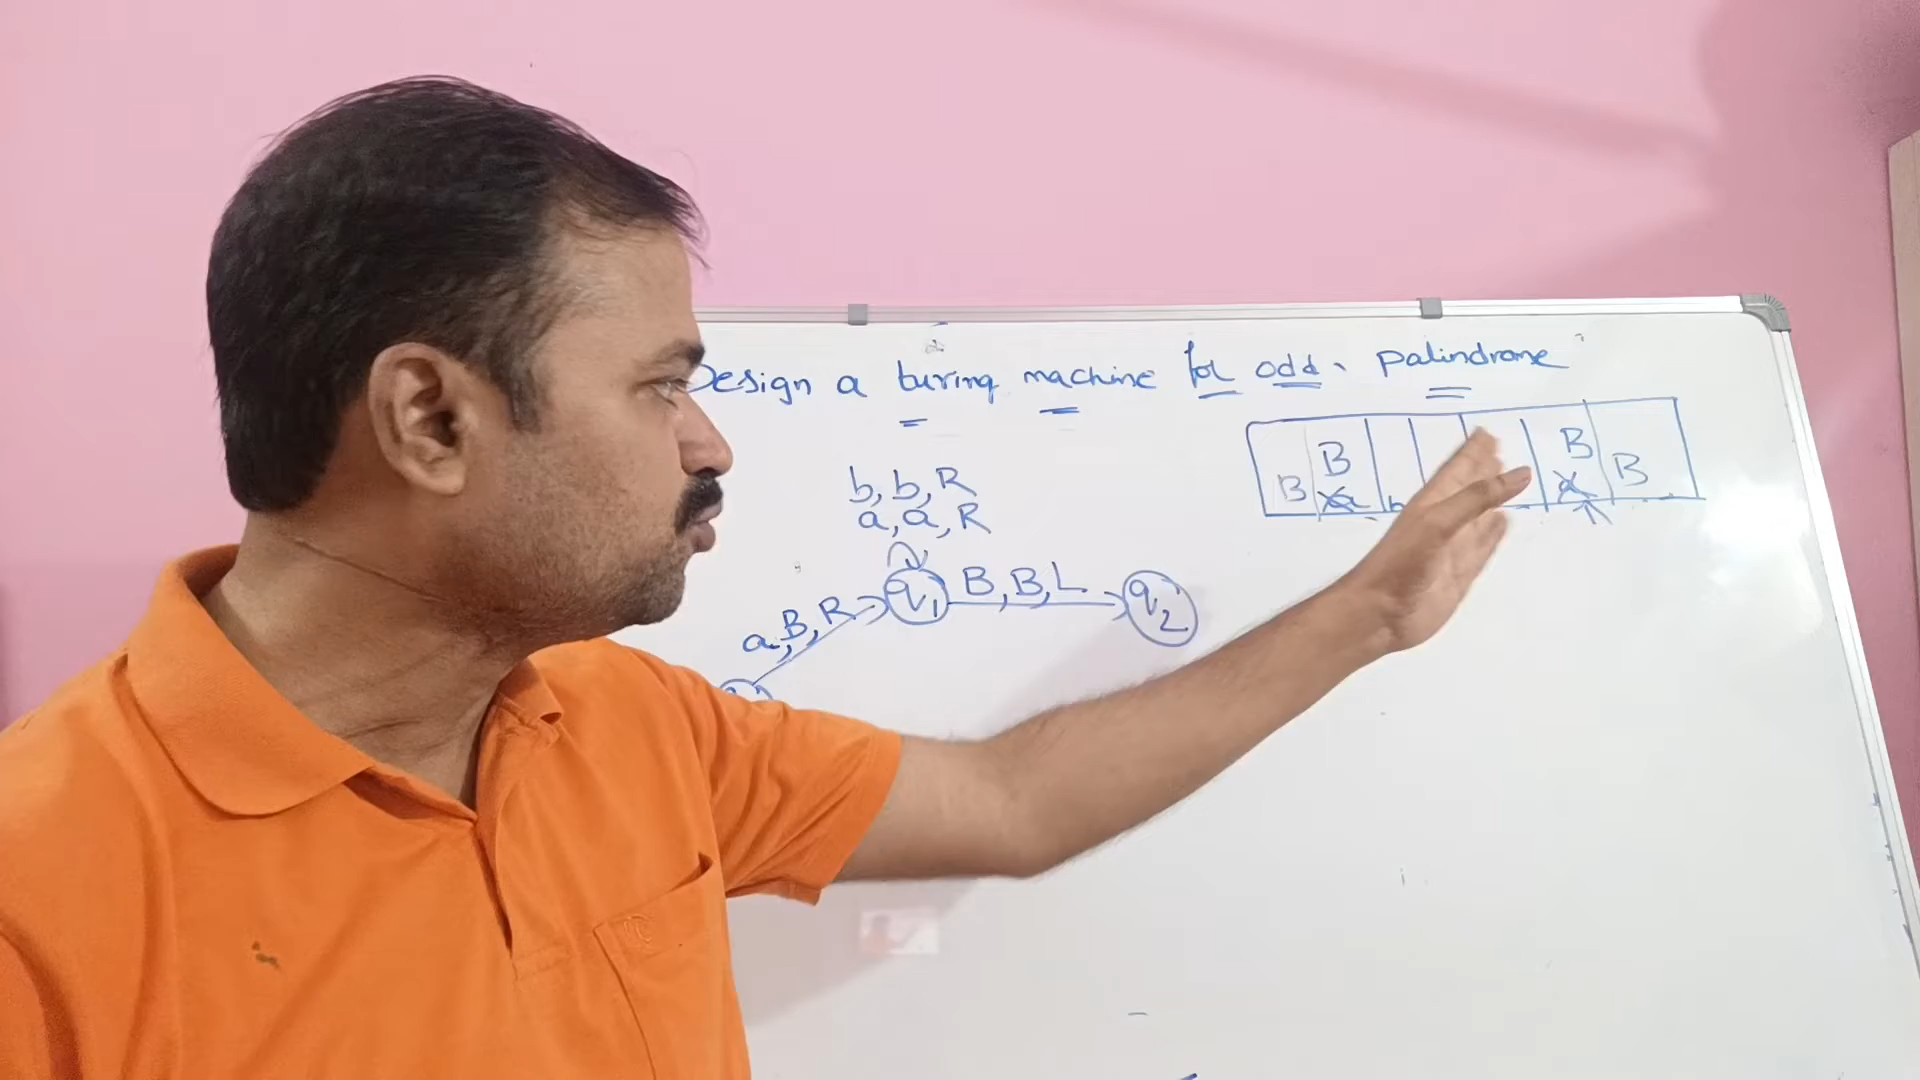 Design a turing machine for odd palindrome
B B B B
a b a
b, b, R
a, a, R
q1 B, B, L q2
a, B, R